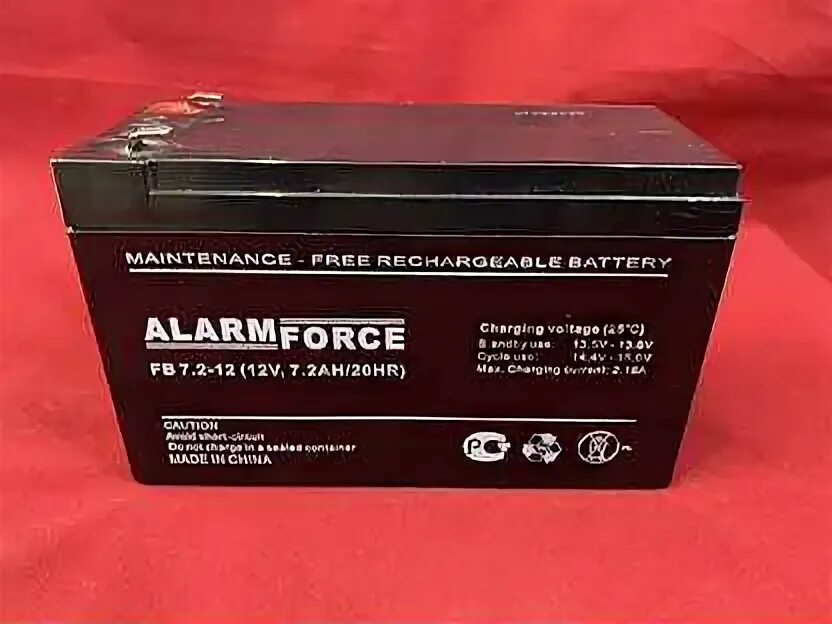 MAINTENANCE - FREE RECHARGEABLE BATTERY
ALARMFORCE
FB 7.2-12 (12V, 7.2AH/20HR)
Charging voltage (25°C)
Standby use: 13.5V - 13.8V
Cycle use: 14.4V - 15.0V
Max. Charging current: 2.16A
CAUTION
Avoid short-circuit
Do not charge in a sealed container
MADE IN CHINA
Pb